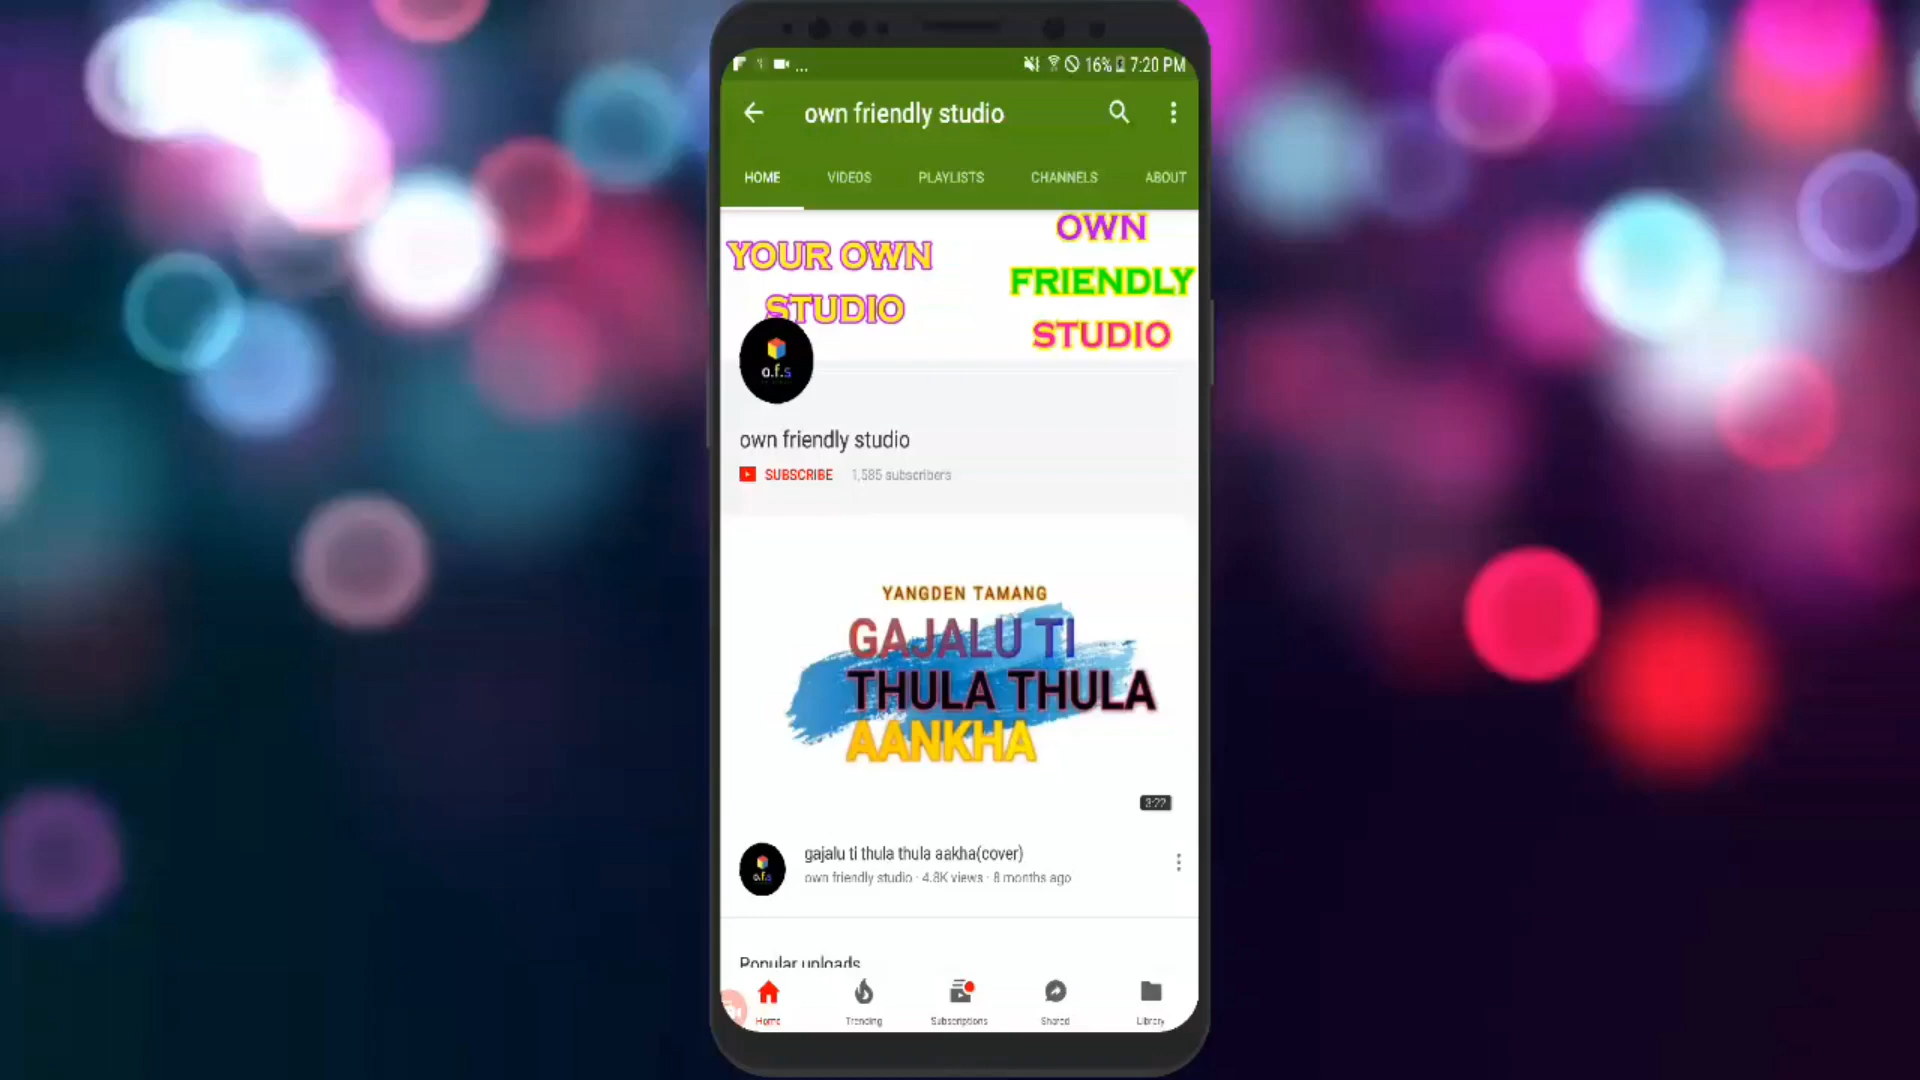 ... 16% 7:20 PM
own friendly studio
HOME VIDEOS PLAYLISTS CHANNELS ABOUT
YOUR OWN
STUDIO
OWN
FRIENDLY
STUDIO
o.f.s
own friendly studio
SUBSCRIBE 1,585 subscribers
YANGDEN TAMANG
GAJALU TI
THULA THULA
AANKHA
3:22
o.f.s
gajalu ti thula thula aakha(cover)
own friendly studio · 4.8K views · 8 months ago
Popular uploads
Home Trending Subscriptions Shared Library